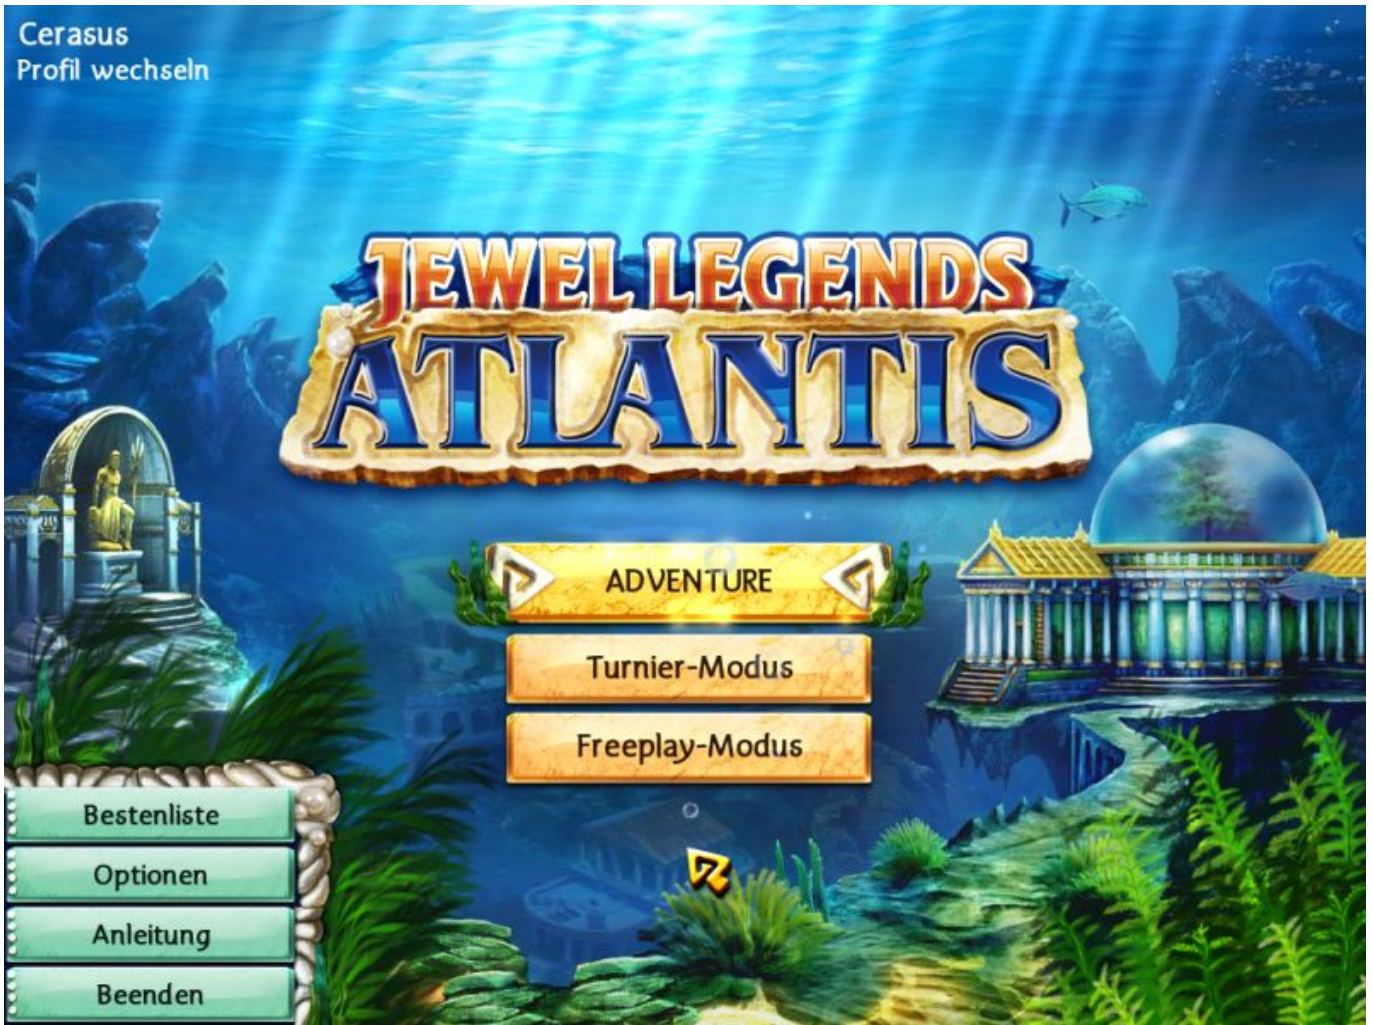 Cerasus
Profil wechseln
JEWEL LEGENDS
ATLANTIS
ADVENTURE
Turnier-Modus
Freeplay-Modus
Bestenliste
Optionen
Anleitung
Beenden